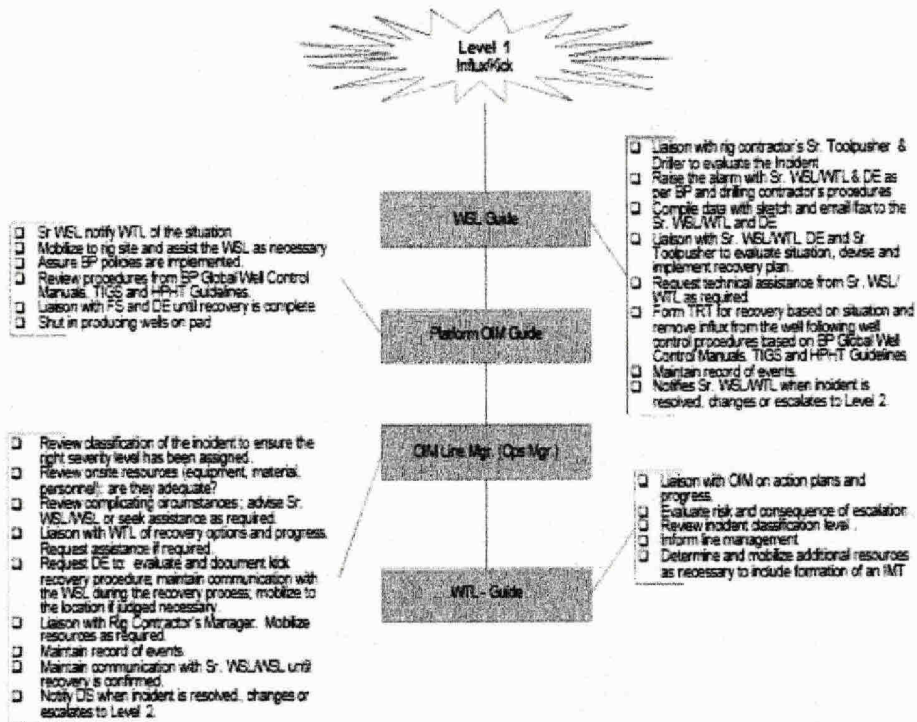 Level 1
Influx/Kick
WSL Guide
❑ Liaison with rig contractor's Sr. Toolpusher &
Driller to evaluate the Incident
❑ Raise the alarm with Sr. WSL/WTL & DE as
per BP and drilling contractor's procedures
❑ Compile data with sketch and email/fax to the
Sr. WSL/WTL and DE
❑ Liaison with Sr. WSL/WTL, DE and Sr.
Toolpusher to evaluate situation, devise and
implement recovery plan.
❑ Request technical assistance from Sr. WSL/
WTL as required
❑ Form TRT for recovery based on situation and
remove influx from the well following well
control procedures based on BP Global Well
Control Manuals, TIGS and HPHT Guidelines
❑ Maintain record of events.
❑ Notifies Sr. WSL/WTL when incident is
resolved, changes or escalates to Level 2.
❑ Sr WSL notify WTL of the situation
❑ Mobilize to rig site and assist the WSL as necessary
❑ Assure BP policies are implemented.
❑ Review procedures from BP Global Well Control
Manuals, TIGS and HPHT Guidelines.
❑ Liaison with FS and DE until recovery is complete
❑ Shut in producing wells on pad
Platform OIM Guide
OIM Line Mgr. (Ops Mgr.)
❑ Review classification of the incident to ensure the
right severity level has been assigned.
❑ Review onsite resources (equipment, material,
personnel); are they adequate?
❑ Review complicating circumstances; advise Sr.
WSL/WSL or seek assistance as required.
❑ Liaison with WTL of recovery options and progress.
Request assistance if required.
❑ Request DE to: evaluate and document kick
recovery procedure; maintain communication with
the WSL during the recovery process; mobilize to
the location if judged necessary.
❑ Liaison with Rig Contractor's Manager. Mobilize
resources as required.
❑ Maintain record of events.
❑ Maintain communication with Sr. WSL/WSL until
recovery is confirmed.
❑ Notify DS when incident is resolved, changes or
escalates to Level 2.
❑ Liaison with OIM on action plans and
progress.
❑ Evaluate risk and consequence of escalation.
❑ Review incident classification level.
❑ Inform line management
❑ Determine and mobilize additional resources
as necessary to include formation of an IMT
WTL - Guide